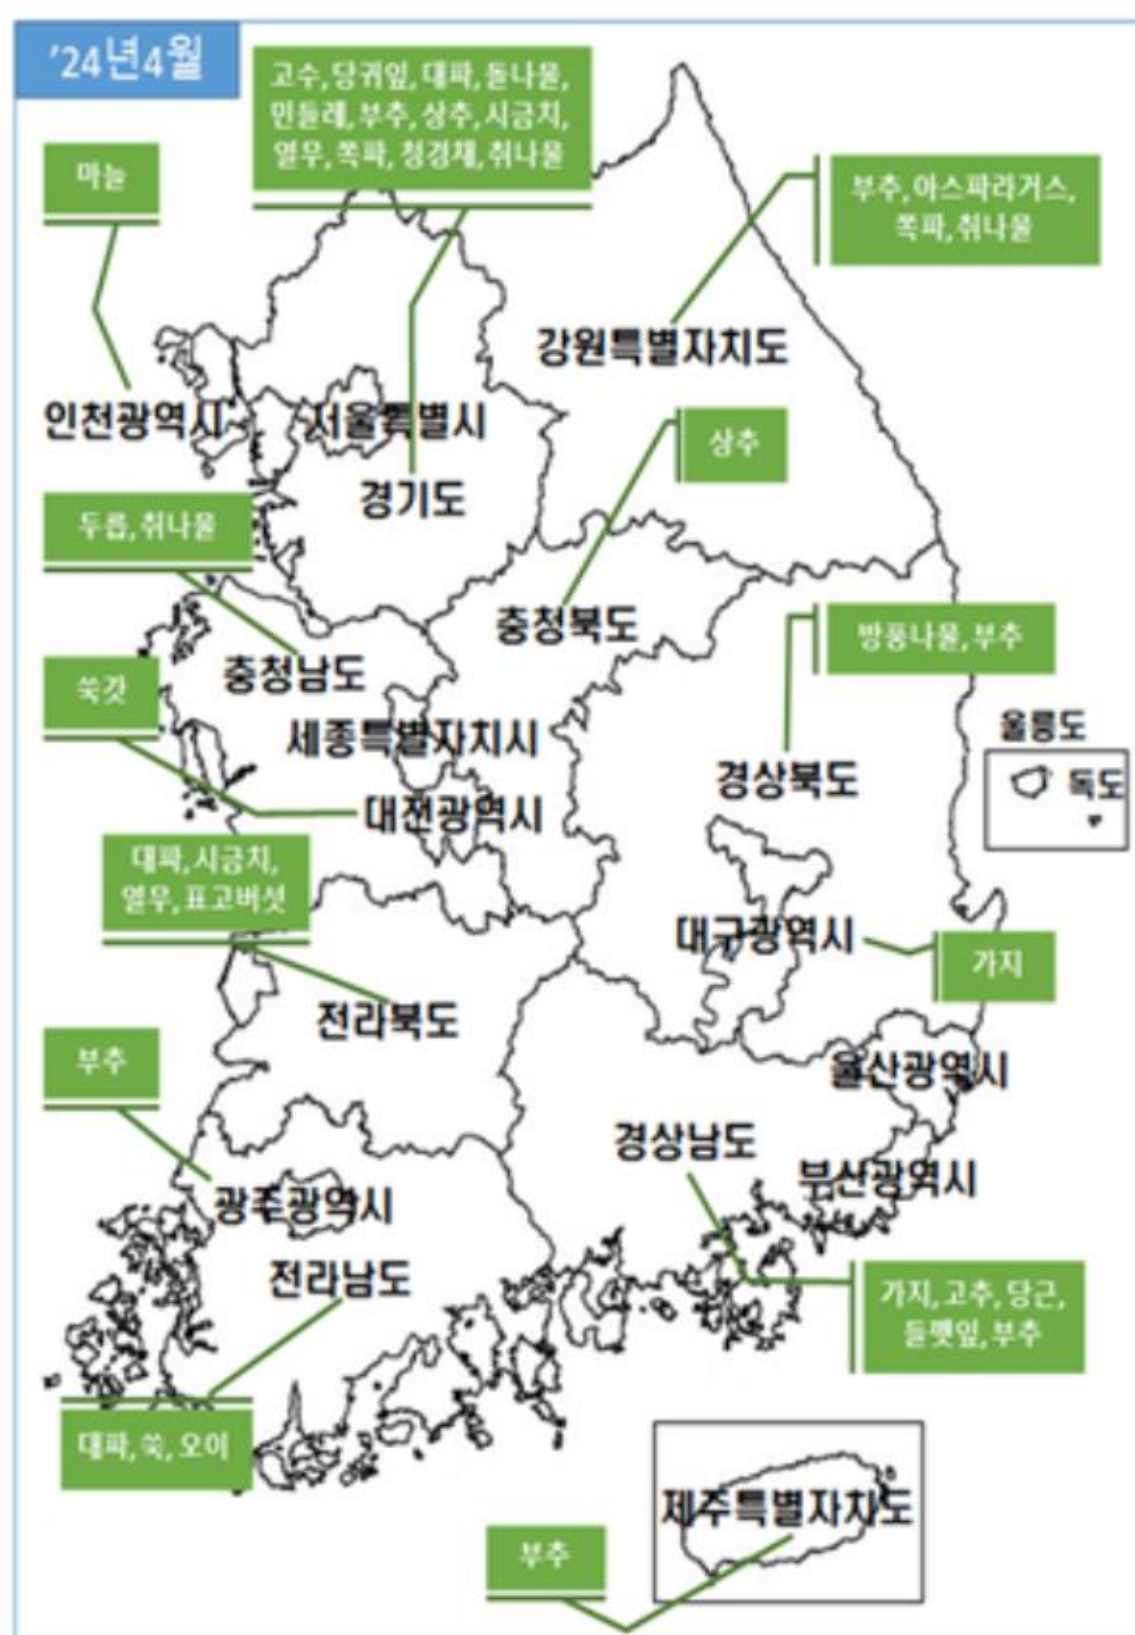 '24년4월
고수,당귀잎,대파,돌나물,
민들레,부추,상추,시금치,
열무,쪽파,청경채,취나물
마늘
부추,아스파라거스,
쪽파,취나물
강원특별자치도
인천광역시
서울특별시
상추
경기도
두릅,취나물
충청북도
방풍나물,부추
충청남도
쑥갓
세종특별자치시
울릉도
경상북도
독도
대전광역시
대파,시금치,
열무,표고버섯
대구광역시
가지
전라북도
부추
울산광역시
경상남도
부산광역시
광주광역시
전라남도
가지,고추,당근,
들깻잎,부추
대파,쑥,오이
제주특별자치도
부추